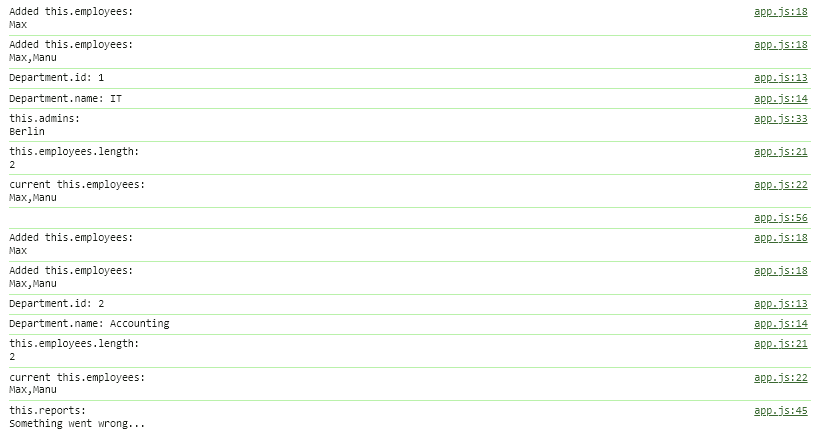 Added this.employees: app.js:18
Max
Added this.employees: app.js:18
Max,Manu
Department.id: 1 app.js:13
Department.name: IT app.js:14
this.admins: app.js:33
Berlin
this.employees.length: app.js:21
2
current this.employees: app.js:22
Max,Manu
app.js:56
Added this.employees: app.js:18
Max
Added this.employees: app.js:18
Max,Manu
Department.id: 2 app.js:13
Department.name: Accounting app.js:14
this.employees.length: app.js:21
2
current this.employees: app.js:22
Max,Manu
this.reports: app.js:45
Something went wrong...